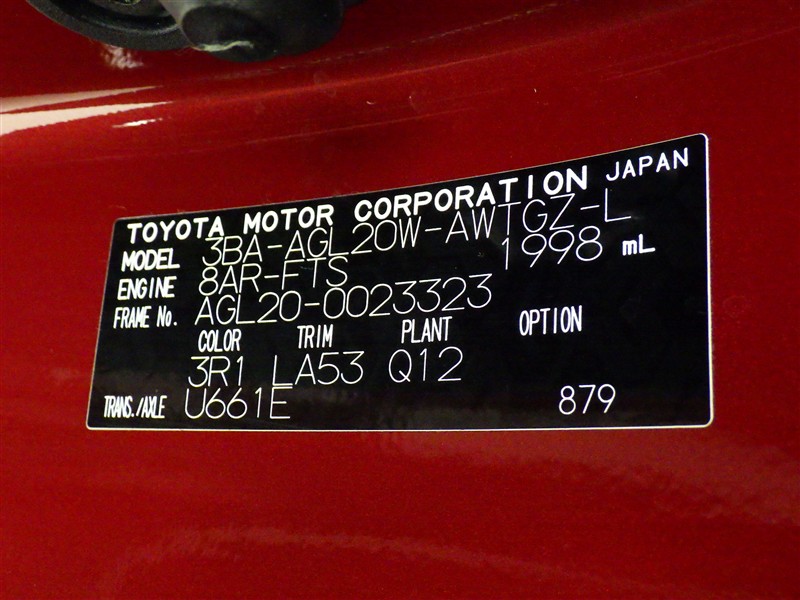 TOYOTA MOTOR CORPORATION JAPAN
MODEL 3BA-AGL20W-AWTGZ-L
ENGINE 8AR-FTS 1998 mL
FRAME No. AGL20-0023323
COLOR TRIM PLANT OPTION
3R1 LA53 Q12
TRANS./AXLE U661E 879